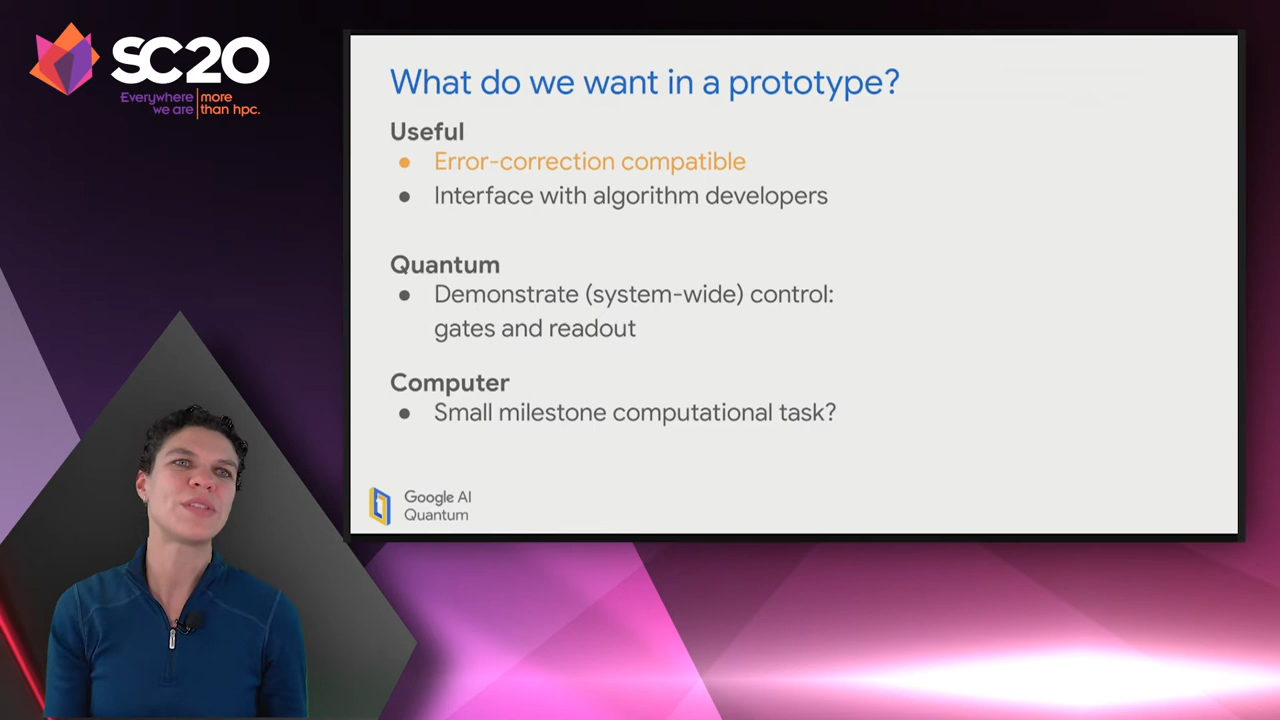 SC20
Everywhere we are | more than hpc.
What do we want in a prototype?
Useful
● Error-correction compatible
● Interface with algorithm developers
Quantum
● Demonstrate (system-wide) control:
gates and readout
Computer
● Small milestone computational task?
Google AI
Quantum